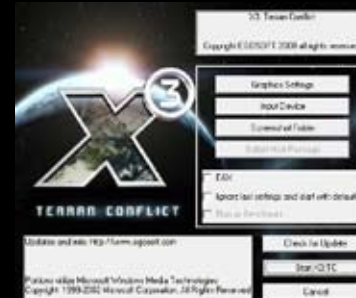 X3: Terran Conflict
Copyright EGOSOFT 2008 all rights reserved
3
X
TERRAN CONFLICT
Graphics Settings
Input Device
Screenshot Folder
EAX
Ignore last settings and start with default
Updates and info: http://www.egosoft.com
Portions utilize Microsoft Windows Media Technologies
Copyright 1999-2002 Microsoft Corporation. All Rights Reserved
Check for Update
Start X3TC
Cancel